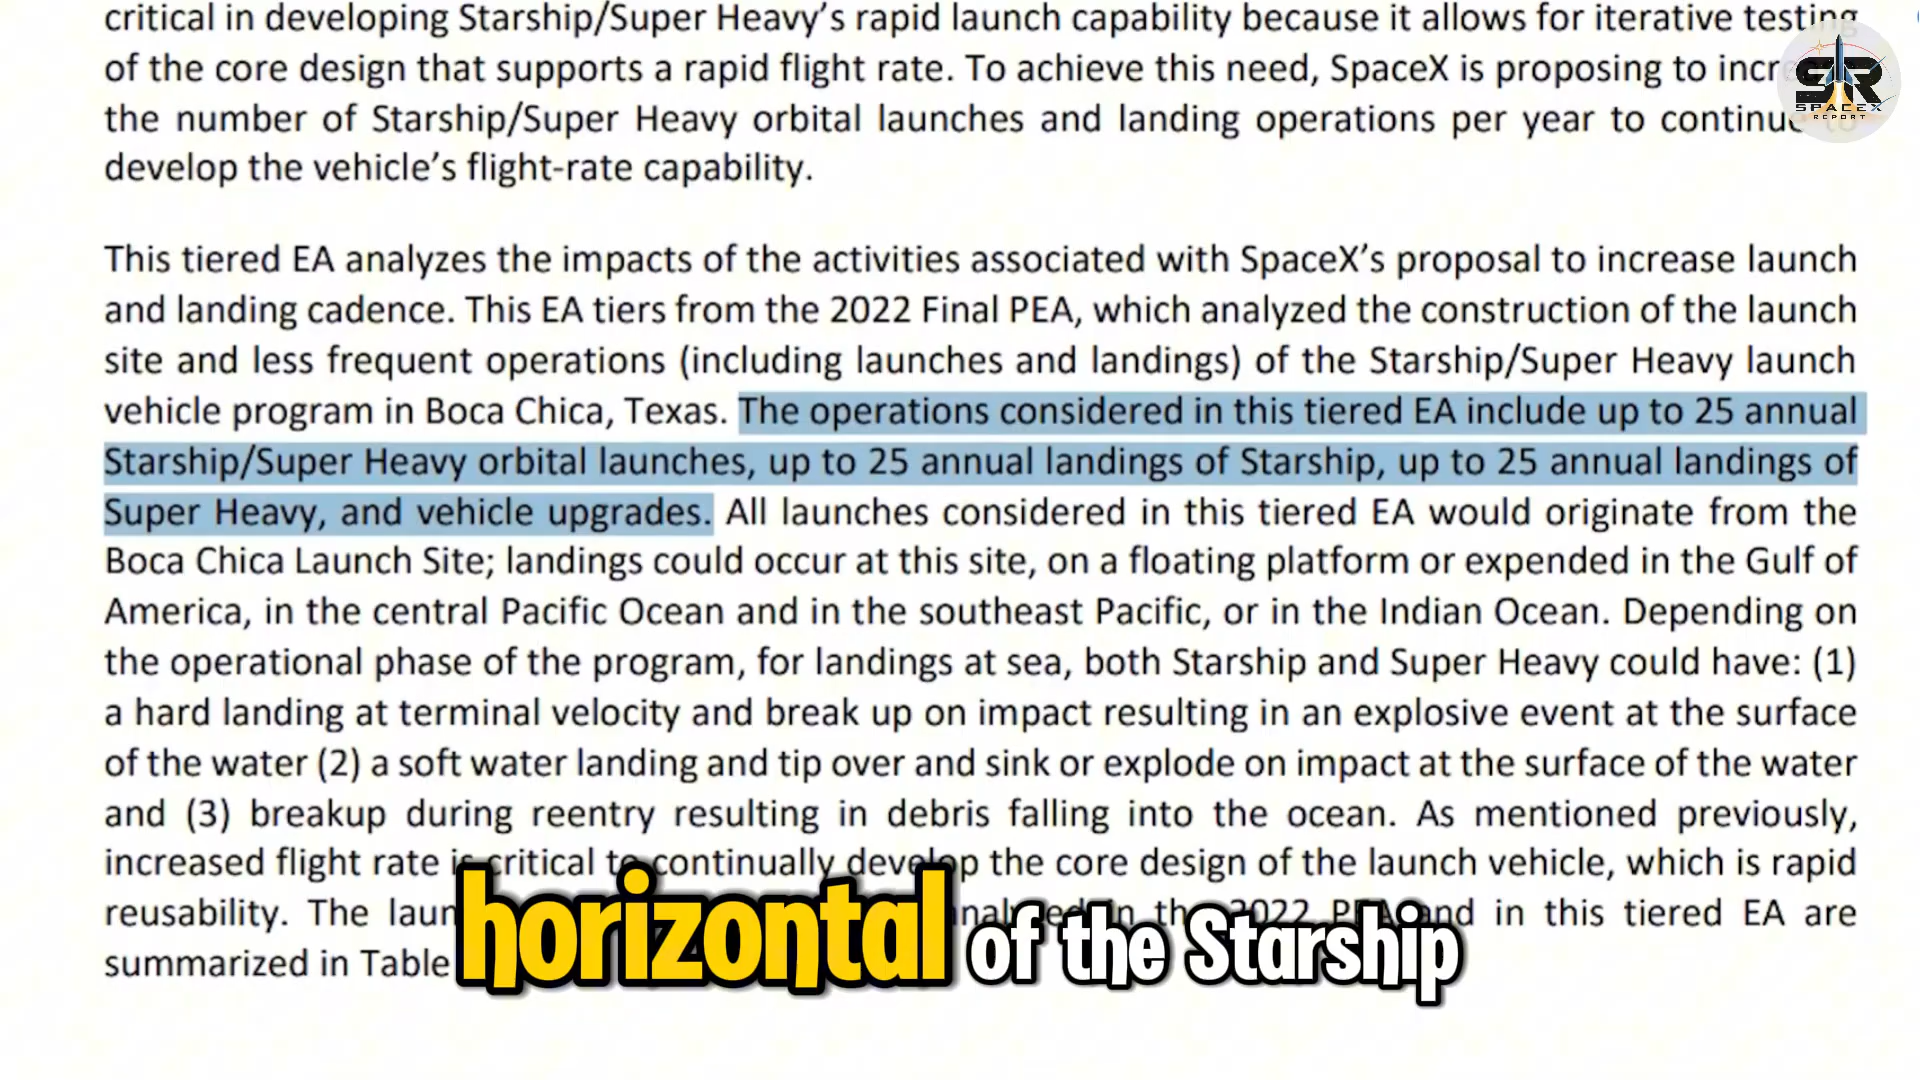 critical in developing Starship/Super Heavy’s rapid launch capability because it allows for iterative testing
of the core design that supports a rapid flight rate. To achieve this need, SpaceX is proposing to
the number of Starship/Super Heavy orbital launches and landing operations per year to continue to
develop the vehicle’s flight-rate capability.
SR
SPACEX
REPORT
This tiered EA analyzes the impacts of the activities associated with SpaceX’s proposal to increase launch
and landing cadence. This EA tiers from the 2022 Final PEA, which analyzed the construction of the launch
site and less frequent operations (including launches and landings) of the Starship/Super Heavy launch
vehicle program in Boca Chica, Texas. The operations considered in this tiered EA include up to 25 annual
Starship/Super Heavy orbital launches, up to 25 annual landings of Starship, up to 25 annual landings of
Super Heavy, and vehicle upgrades. All launches considered in this tiered EA would originate from the
Boca Chica Launch Site; landings could occur at this site, on a floating platform or expended in the Gulf of
America, in the central Pacific Ocean and in the southeast Pacific, or in the Indian Ocean. Depending on
the operational phase of the program, for landings at sea, both Starship and Super Heavy could have: (1)
a hard landing at terminal velocity and break up on impact resulting in an explosive event at the surface
of the water (2) a soft water landing and tip over and sink or explode on impact at the surface of the water
and (3) breakup during reentry resulting in debris falling into the ocean. As mentioned previously,
increased flight rate is critical to continually develop the core design of the launch vehicle, which is rapid
reusability. The in the 2022 PEA and in this tiered EA are
summarized in Table
horizontal of the Starship